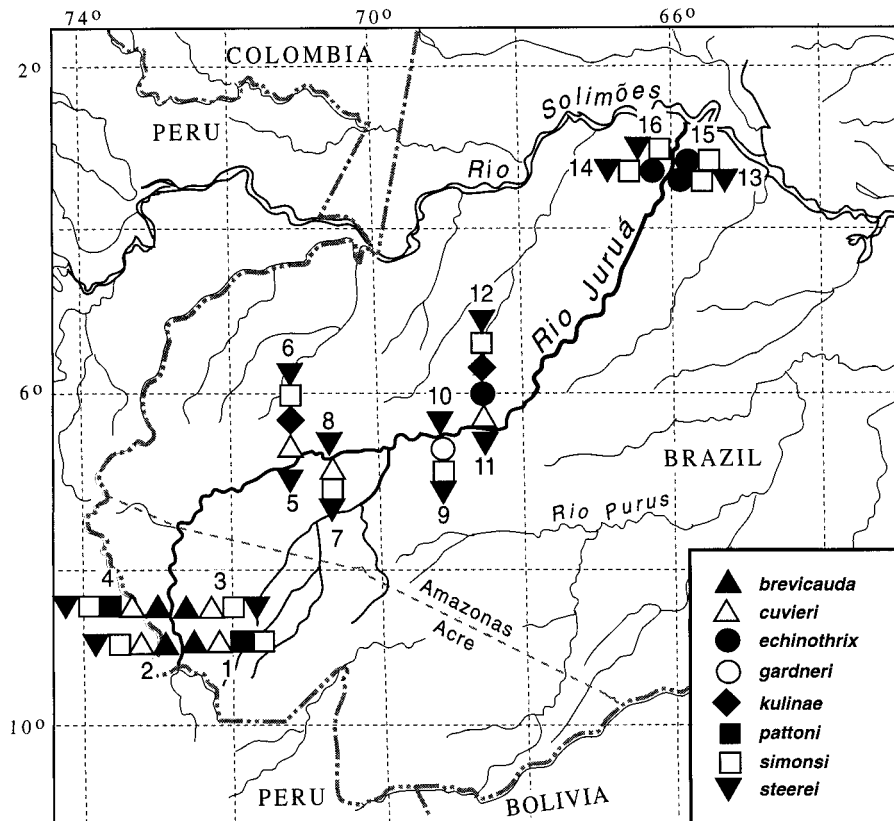 74° 70° 66°
2°
COLOMBIA
PERU
Solimões
Rio
16
15
14
13
Rio Juruá
12
6
6°
10
8
11
BRAZIL
5
9
7
Rio Purus
4
3
Amazonas
Acre
2
1
10°
PERU
BOLIVIA
brevicauda
cuvieri
echinothrix
gardneri
kulinae
pattoni
simonsi
steerei